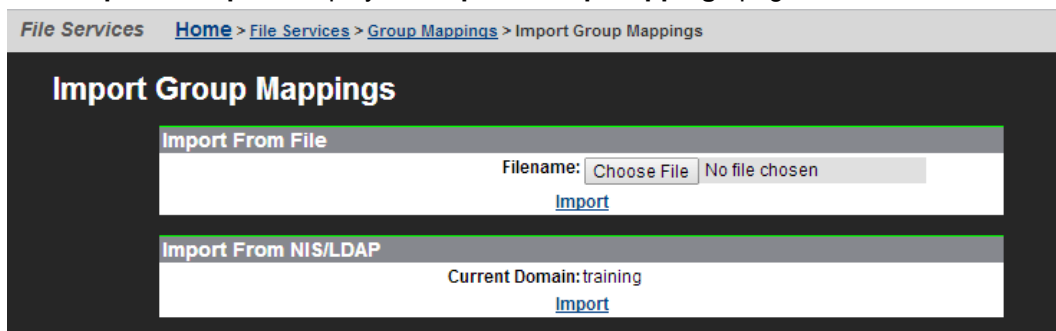 File Services Home > File Services > Group Mappings > Import Group Mappings
Import Group Mappings
Import From File
Filename: Choose File No file chosen
Import
Import From NIS/LDAP
Current Domain: training
Import